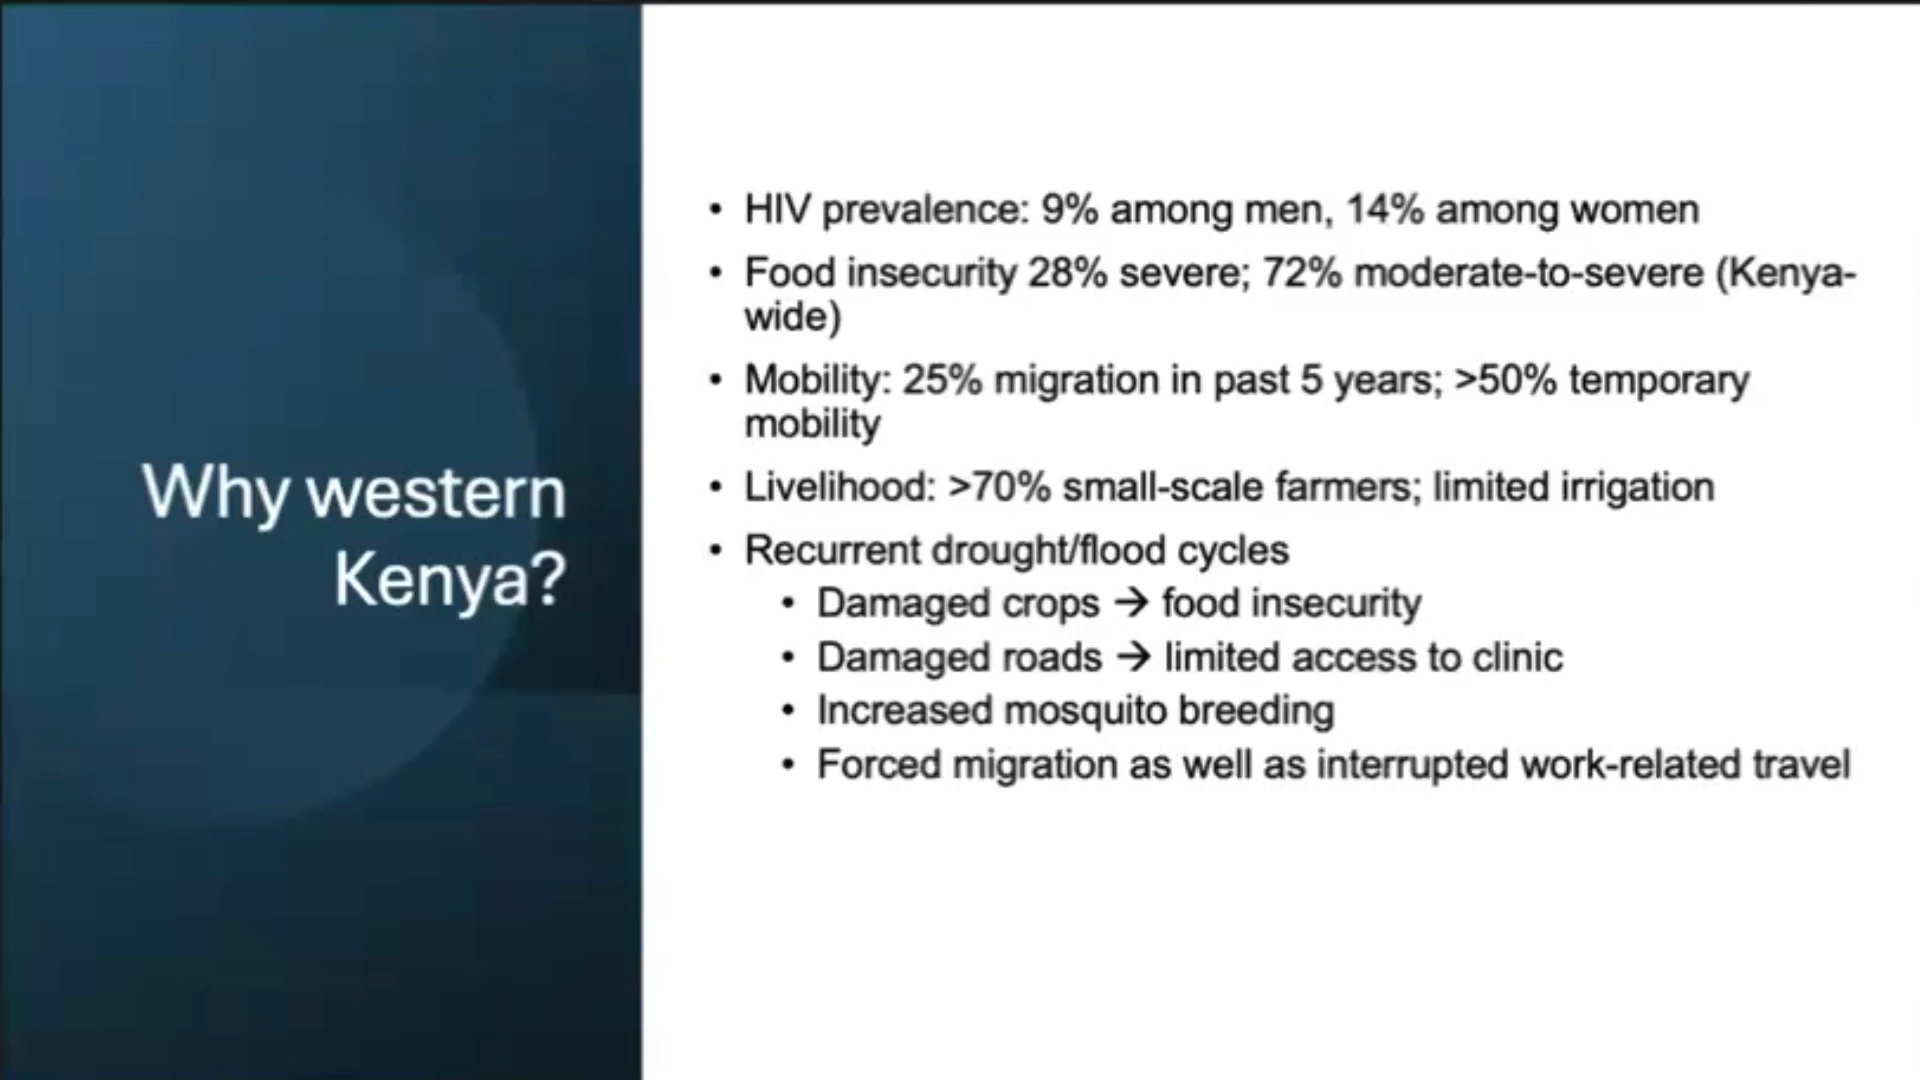 Why western
Kenya?
• HIV prevalence: 9% among men, 14% among women
• Food insecurity 28% severe; 72% moderate-to-severe (Kenya-
wide)
• Mobility: 25% migration in past 5 years; >50% temporary
mobility
• Livelihood: >70% small-scale farmers; limited irrigation
• Recurrent drought/flood cycles
• Damaged crops → food insecurity
• Damaged roads → limited access to clinic
• Increased mosquito breeding
• Forced migration as well as interrupted work-related travel